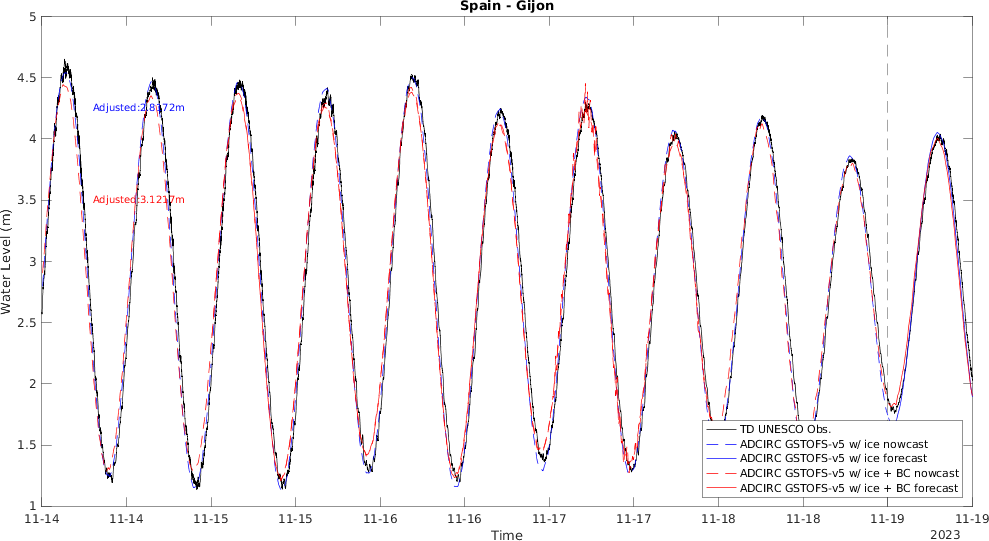 Spain - Gijon
5
4.5
4
3.5
3
2.5
2
1.5
1
Water Level (m)
Adjusted:2.8172m
Adjusted:3.1217m
TD UNESCO Obs.
ADCIRC GSTOFS-v5 w/ ice nowcast
ADCIRC GSTOFS-v5 w/ ice forecast
ADCIRC GSTOFS-v5 w/ ice + BC nowcast
ADCIRC GSTOFS-v5 w/ ice + BC forecast
11-14 11-14 11-15 11-15 11-16 11-16 11-17 11-17 11-18 11-18 11-19 11-19
Time
2023